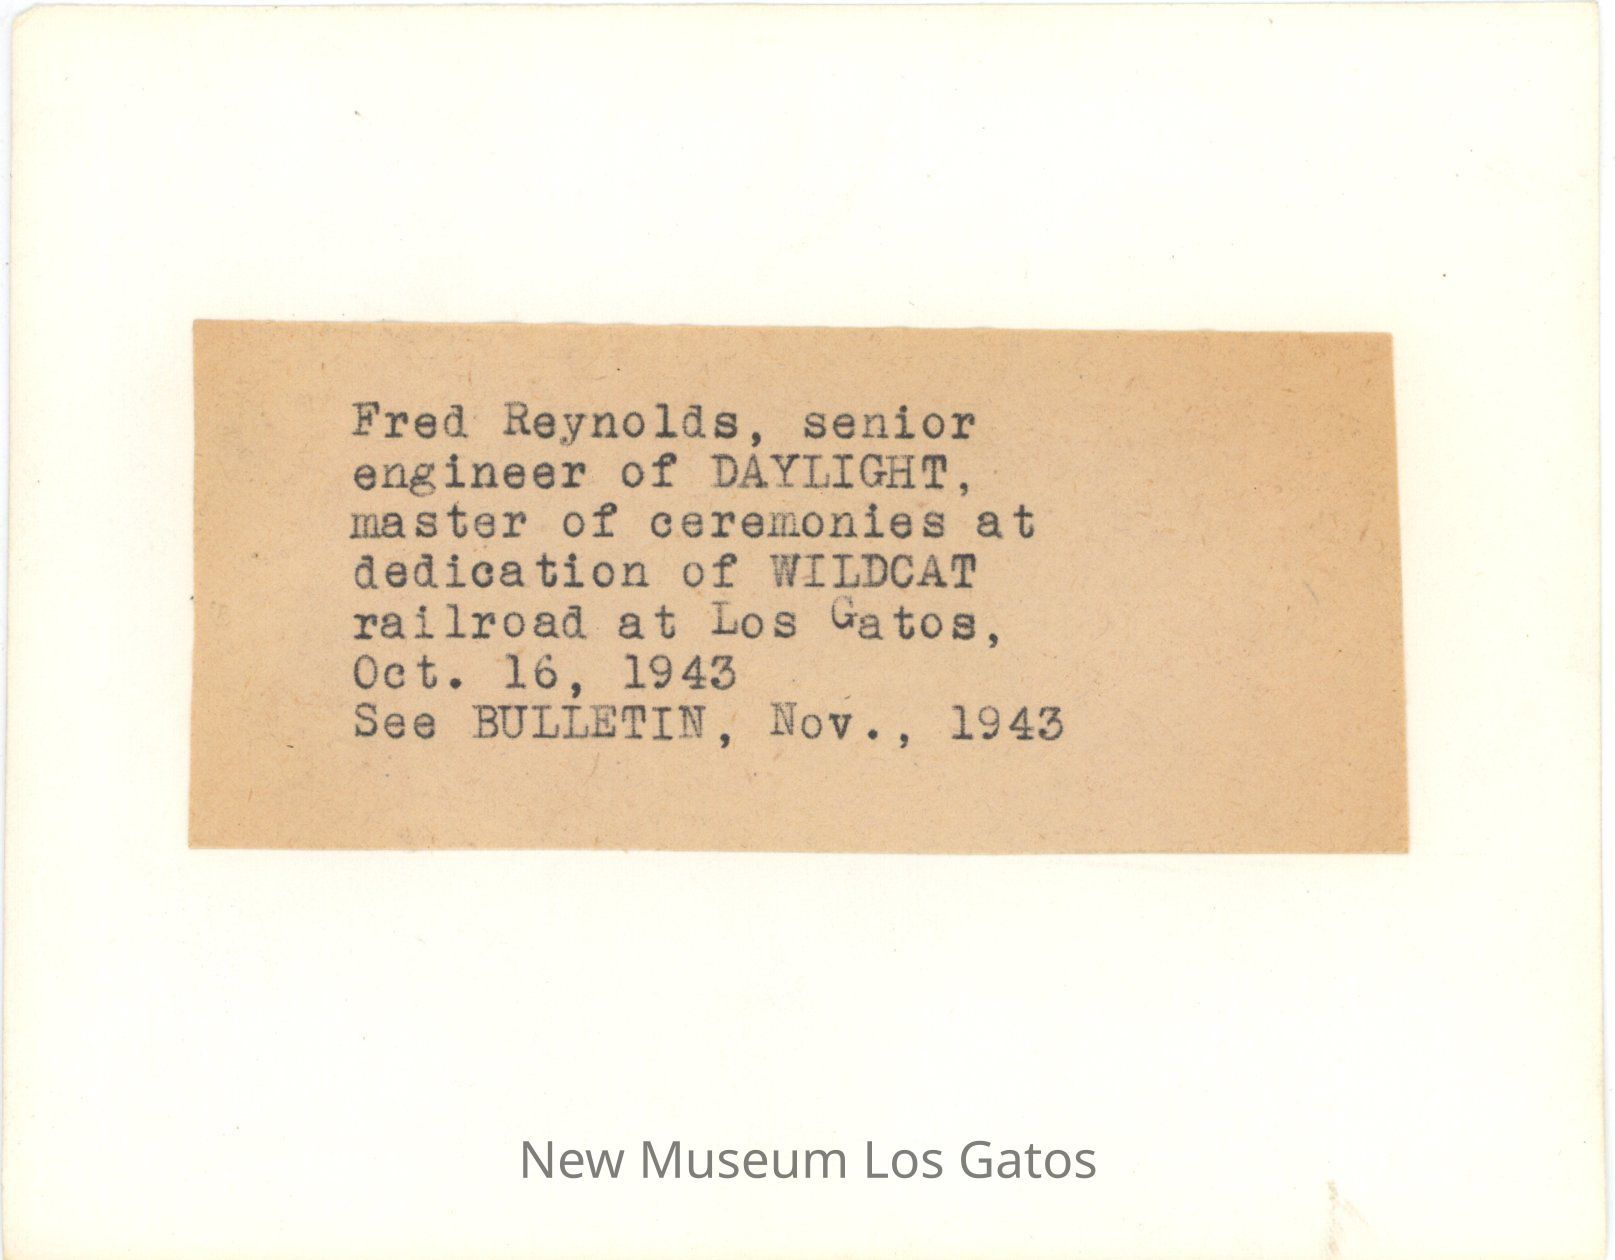 Fred Reynolds, senior
engineer of DAYLIGHT,
master of ceremonies at
dedication of WILDCAT
railroad at Los Gatos,
Oct. 16, 1943
See BULLETIN, Nov., 1943
New Museum Los Gatos